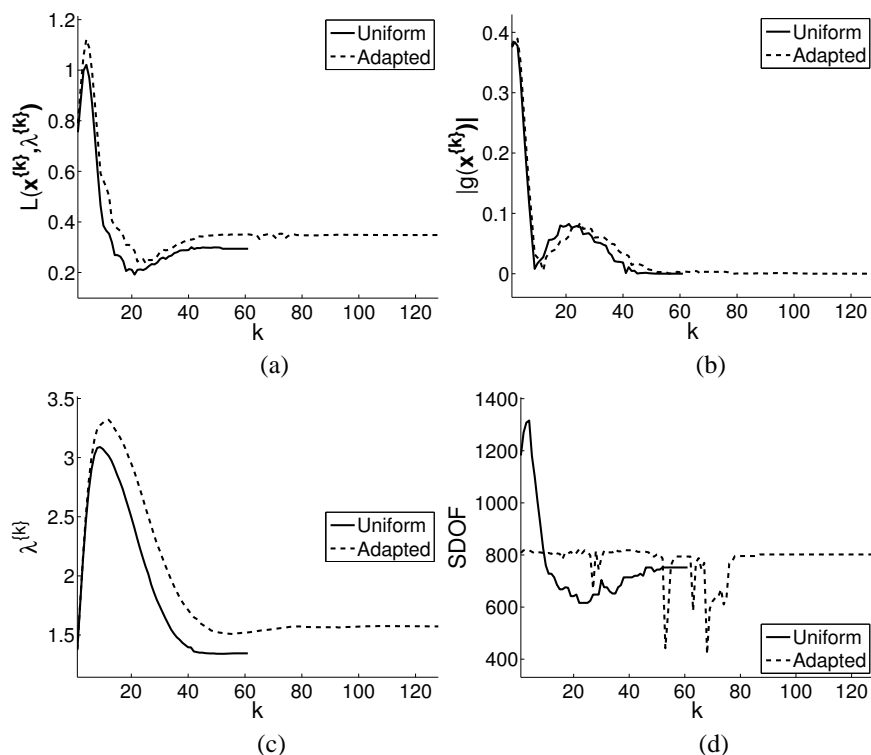 1.2
1
0.8
0.6
0.4
0.2
L(x^{k},λ^{k})
20 40 60 80 100 120
k
Uniform
Adapted
(a)
0.4
0.3
0.2
0.1
0
|g(x^{k})|
20 40 60 80 100 120
k
Uniform
Adapted
(b)
3.5
3
2.5
2
1.5
λ^{k}
20 40 60 80 100 120
k
Uniform
Adapted
(c)
1400
1200
1000
800
600
400
SDOF
20 40 60 80 100 120
k
Uniform
Adapted
(d)